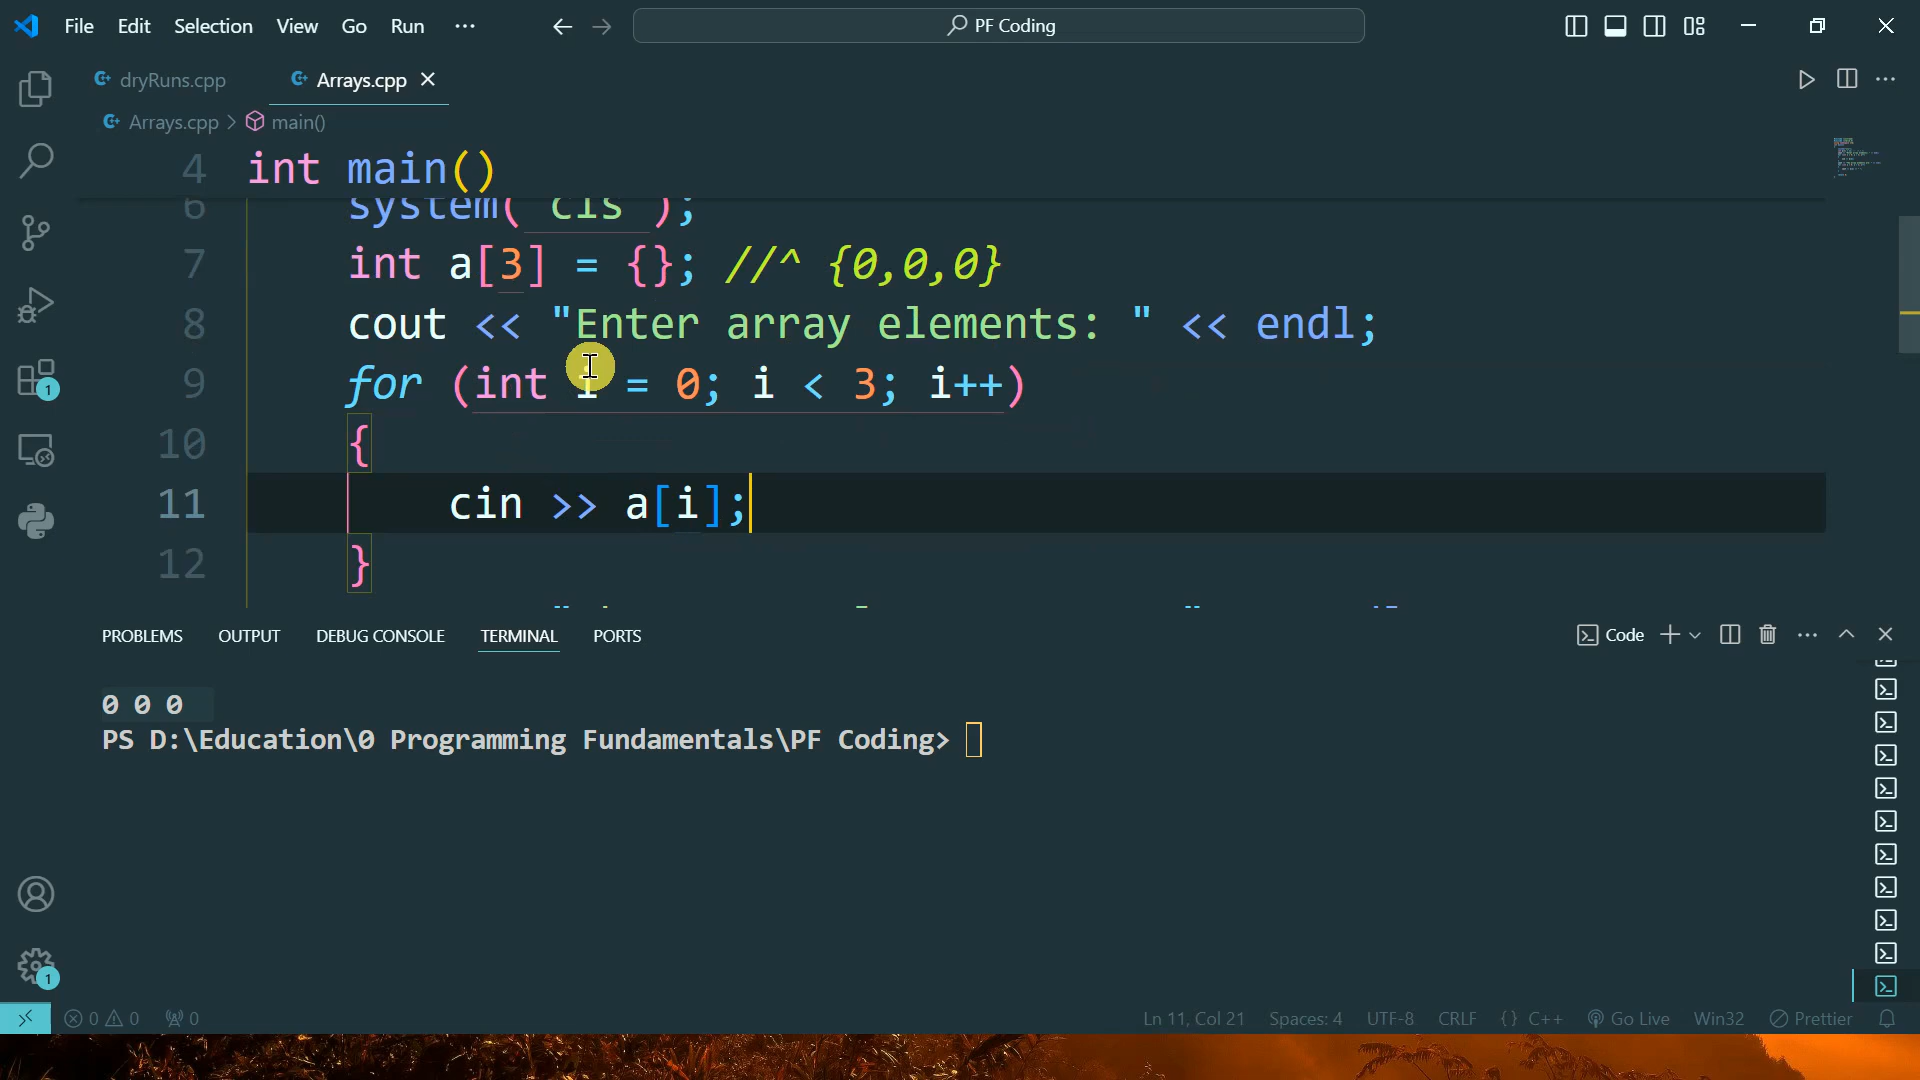 File Edit Selection View Go Run ··· PF Coding
dryRuns.cpp Arrays.cpp
Arrays.cpp > main()
4 int main()
6 system("cls");
7 int a[3] = {}; //^ {0,0,0}
8 cout << "Enter array elements: " << endl;
9 for (int i = 0; i < 3; i++)
10 {
11 cin >> a[i];
12 }
PROBLEMS OUTPUT DEBUG CONSOLE TERMINAL PORTS Code
0 0 0
PS D:\Education\0 Programming Fundamentals\PF Coding>
1
1
0 0 0 Ln 11, Col 21 Spaces: 4 UTF-8 CRLF {} C++ Go Live Win32 Prettier